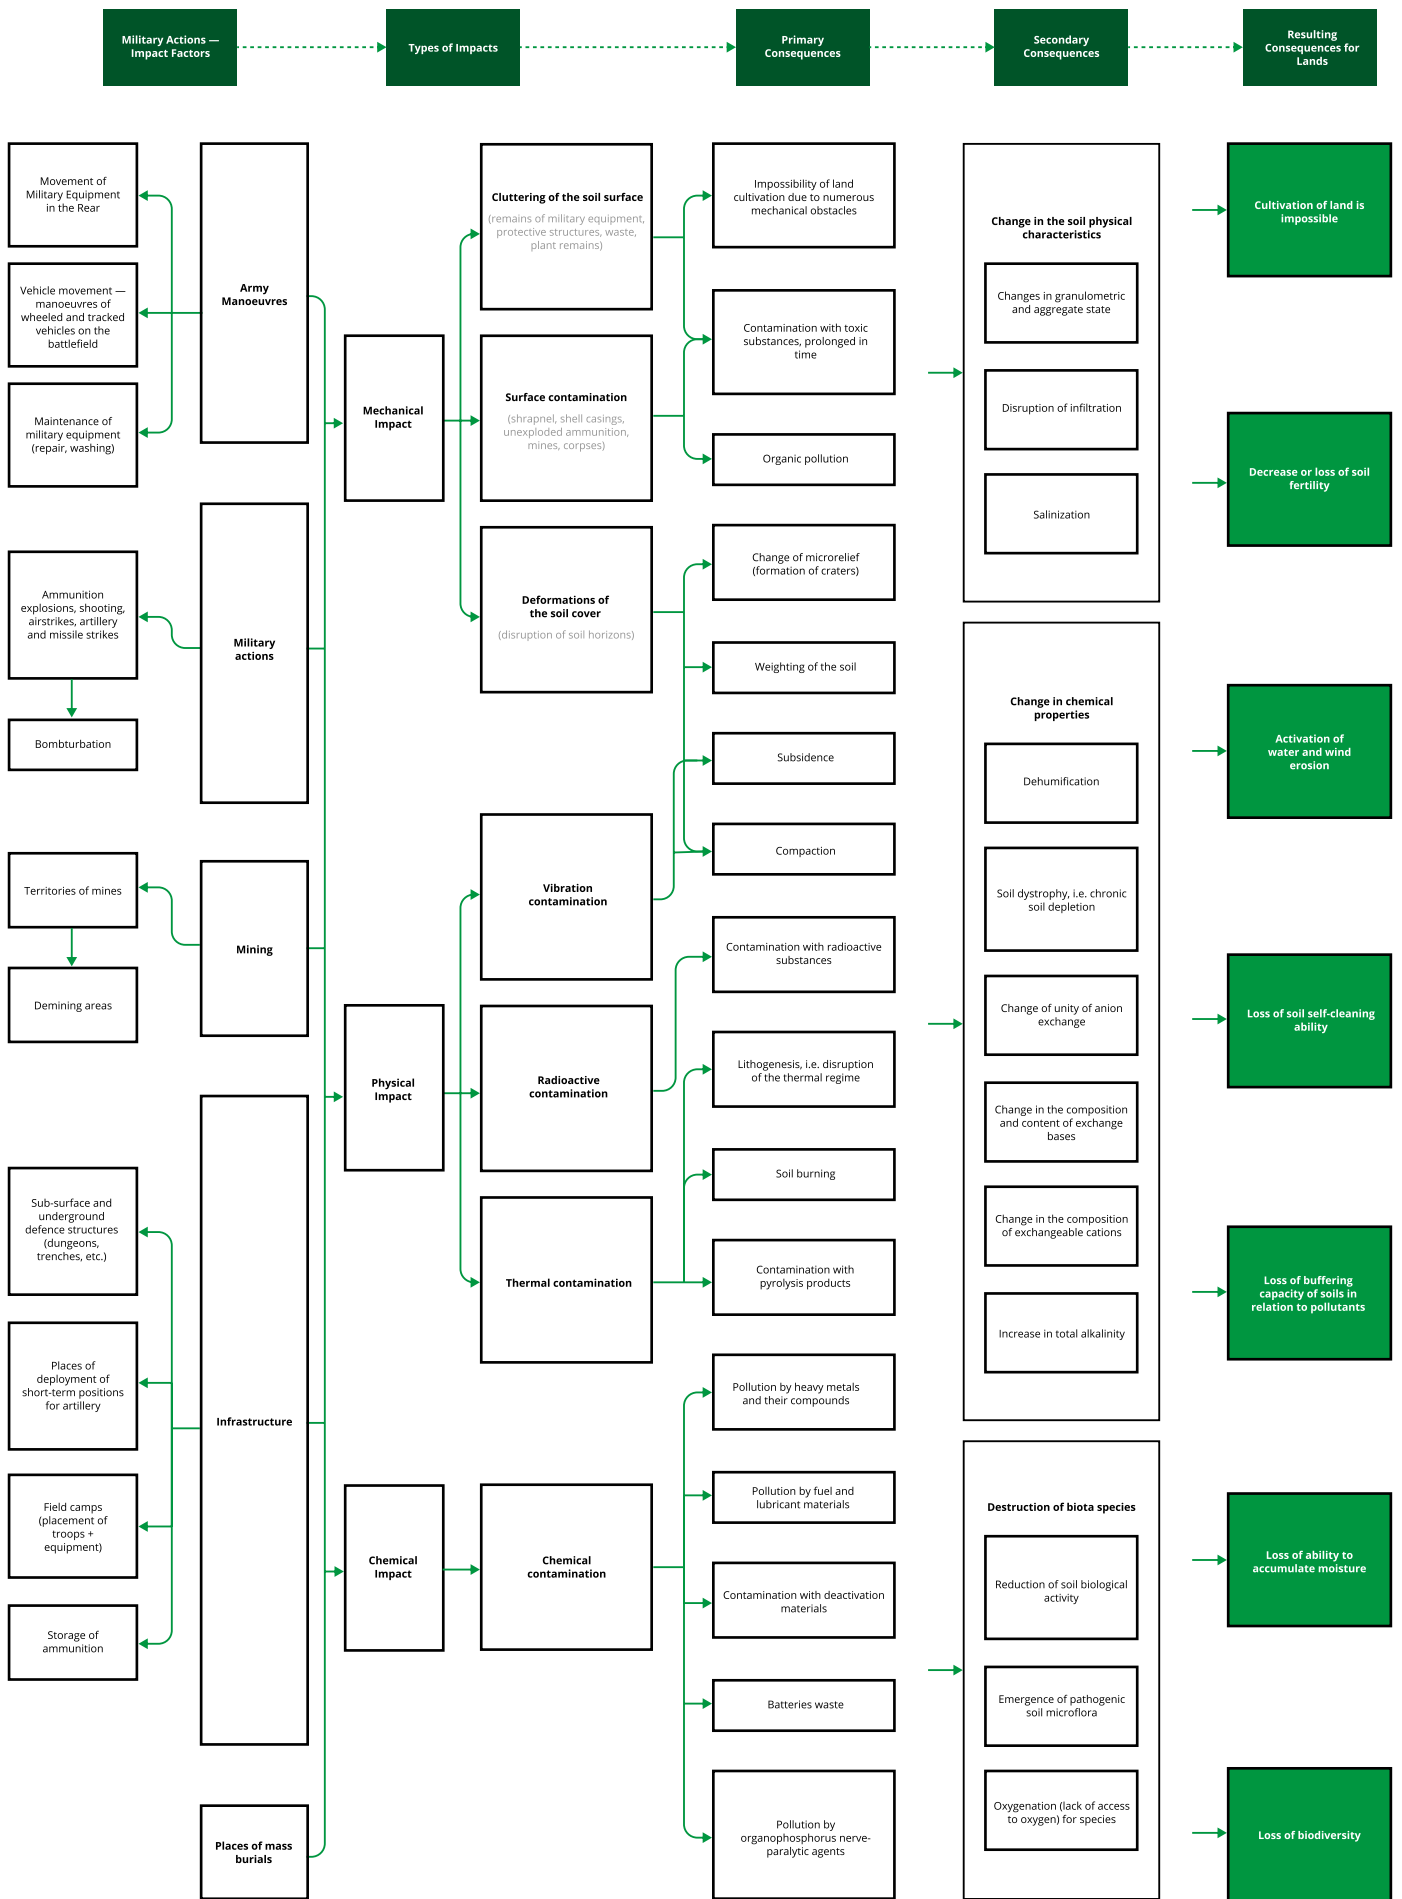 Military Actions —
Impact Factors
Types of Impacts
Primary
Consequences
Secondary
Consequences
Resulting
Consequences for
Lands
Movement of
Military Equipment
in the Rear
Vehicle movement —
manoeuvres of
wheeled and tracked
vehicles on the
battlefield
Maintenance of
military equipment
(repair, washing)
Ammunition
explosions, shooting,
airstrikes, artillery
and missile strikes
Bombturbation
Territories of mines
Demining areas
Sub-surface and
underground
defence structures
(dungeons,
trenches, etc.)
Places of
deployment of
short-term positions
for artillery
Field camps
(placement of
troops +
equipment)
Storage of
ammunition
Army
Manoeuvres
Military
actions
Mining
Infrastructure
Places of mass
burials
Mechanical
Impact
Physical
Impact
Chemical
Impact
Cluttering of the soil surface
(remains of military equipment,
protective structures, waste,
plant remains)
Surface contamination
(shrapnel, shell casings,
unexploded ammunition,
mines, corpses)
Deformations of
the soil cover
(disruption of soil horizons)
Vibration
contamination
Radioactive
contamination
Thermal contamination
Chemical
contamination
Impossibility of land
cultivation due to numerous
mechanical obstacles
Contamination with toxic
substances, prolonged in
time
Organic pollution
Change of microrelief
(formation of craters)
Weighting of the soil
Subsidence
Compaction
Contamination with radioactive
substances
Lithogenesis, i.e. disruption
of the thermal regime
Soil burning
Contamination with
pyrolysis products
Pollution by heavy metals
and their compounds
Pollution by fuel and
lubricant materials
Contamination with deactivation
materials
Batteries waste
Pollution by
organophosphorus nerve-
paralytic agents
Change in the soil physical
characteristics
Changes in granulometric
and aggregate state
Disruption of infiltration
Salinization
Change in chemical
properties
Dehumification
Soil dystrophy, i.e. chronic
soil depletion
Change of unity of anion
exchange
Change in the composition
and content of exchange
bases
Change in the composition
of exchangeable cations
Increase in total alkalinity
Destruction of biota species
Reduction of soil biological
activity
Emergence of pathogenic
soil microflora
Oxygenation (lack of access
to oxygen) for species
Cultivation of land is
impossible
Decrease or loss of soil
fertility
Activation of
water and wind
erosion
Loss of soil self-cleaning
ability
Loss of buffering
capacity of soils in
relation to pollutants
Loss of ability to
accumulate moisture
Loss of biodiversity